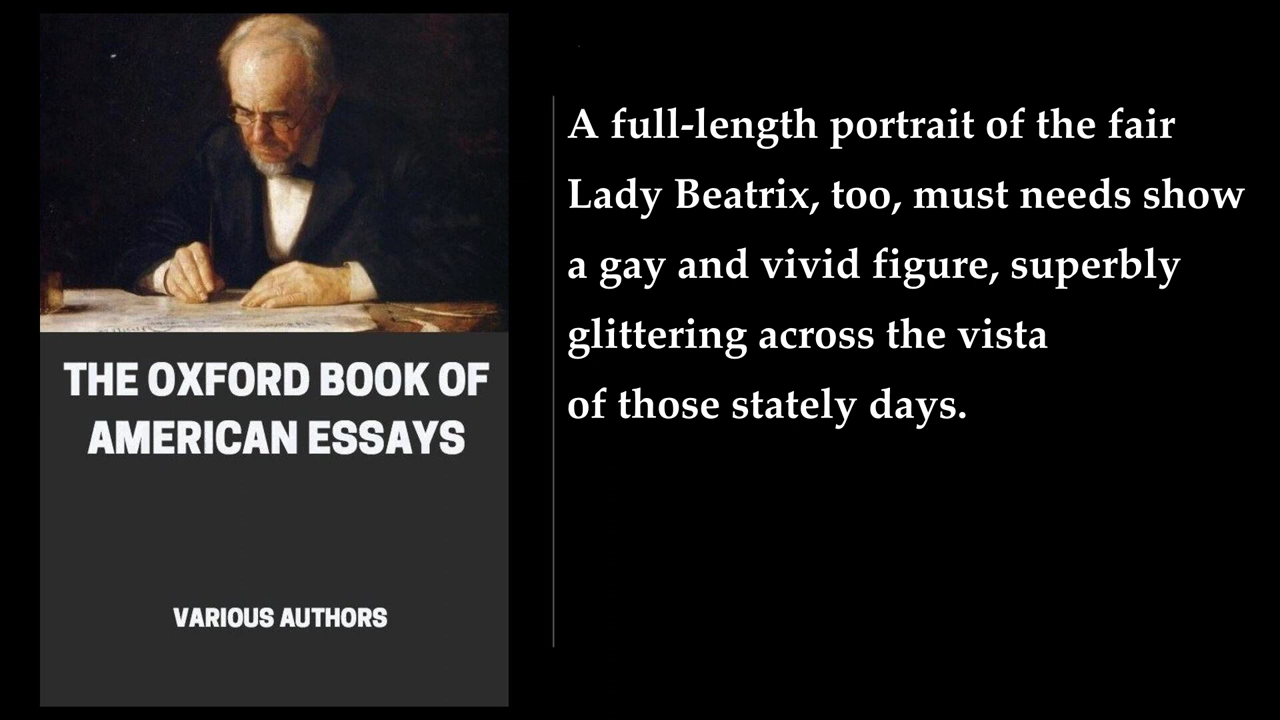 THE OXFORD BOOK OF
AMERICAN ESSAYS
VARIOUS AUTHORS
A full-length portrait of the fair
Lady Beatrix, too, must needs show
a gay and vivid figure, superbly
glittering across the vista
of those stately days.